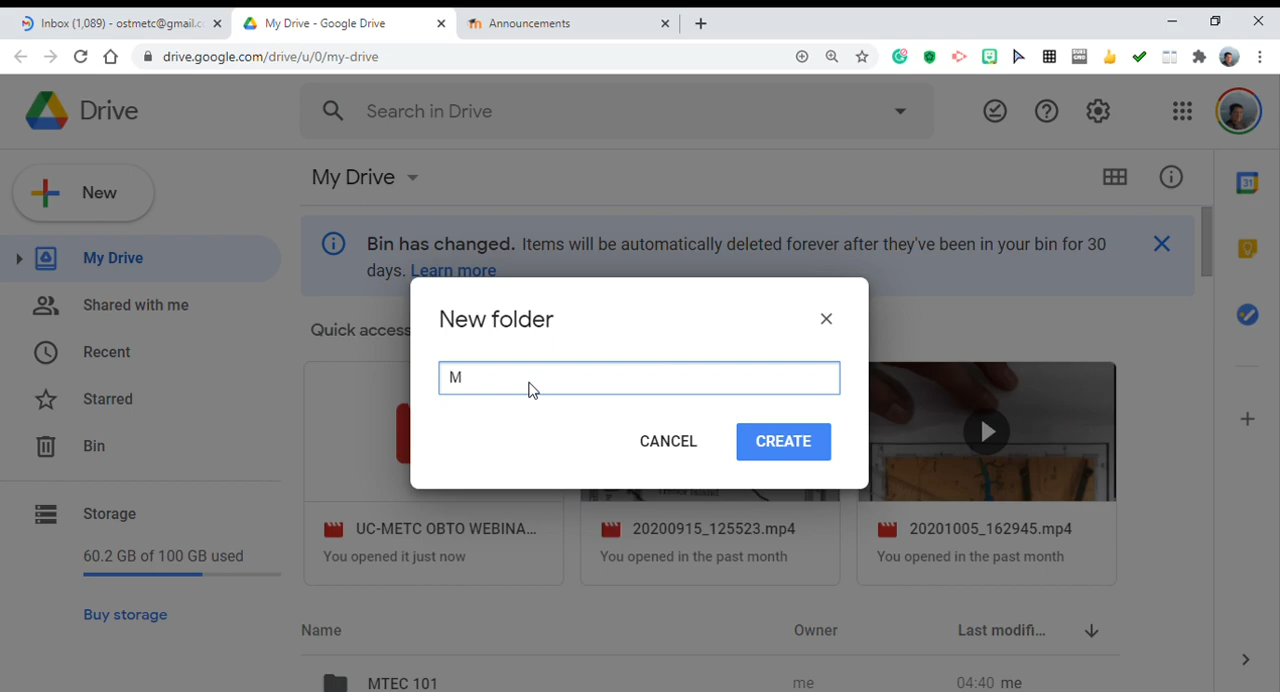 Inbox (1,089) - ostmetc@gmail.c
My Drive - Google Drive
Announcements
drive.google.com/drive/u/0/my-drive
Drive
Search in Drive
New
My Drive
Bin has changed. Items will be automatically deleted forever after they've been in your bin for 30
days. Learn more
My Drive
Shared with me
Recent
Starred
Bin
Storage
60.2 GB of 100 GB used
Buy storage
Quick access
New folder
M
CANCEL
CREATE
UC-METC OBTO WEBINA...
You opened it just now
20200915_125523.mp4
You opened in the past month
20201005_162945.mp4
You opened in the past month
Name
Owner
Last modifi...
MTEC 101
me
04:40 me
31